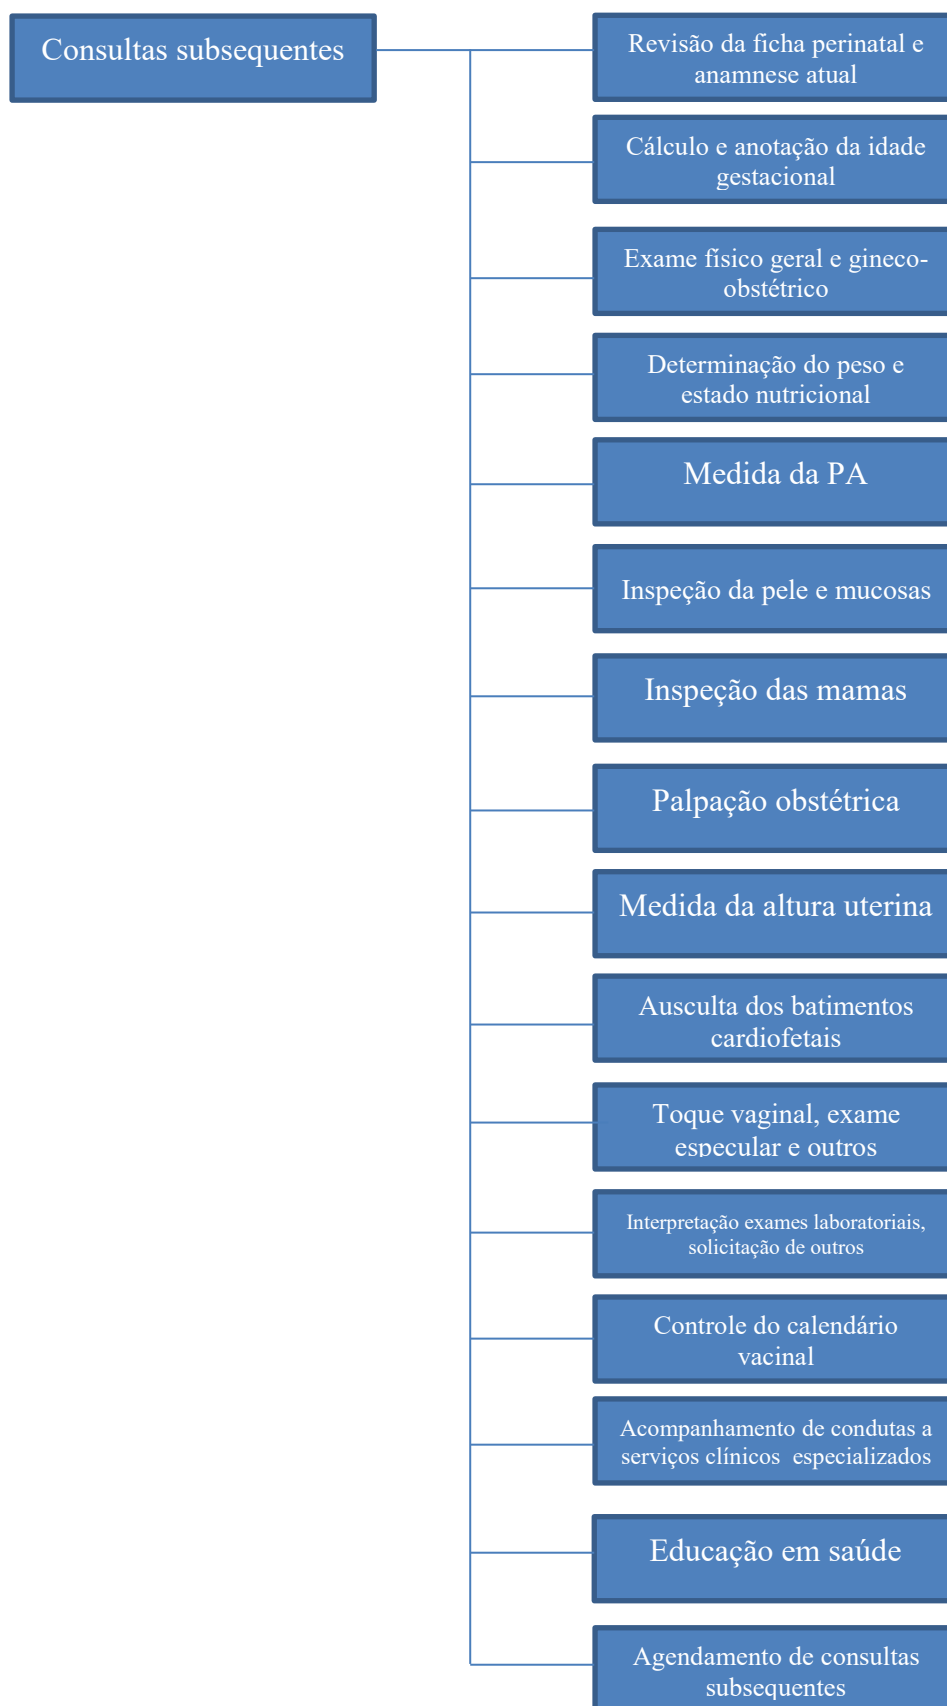 Consultas subsequentes
Revisão da ficha perinatal e
anamnese atual
Cálculo e anotação da idade
gestacional
Exame físico geral e gineco-
obstétrico
Determinação do peso e
estado nutricional
Medida da PA
Inspeção da pele e mucosas
Inspeção das mamas
Palpação obstétrica
Medida da altura uterina
Ausculta dos batimentos
cardiofetais
Toque vaginal, exame
especular e outros
Interpretação exames laboratoriais,
solicitação de outros
Controle do calendário
vacinal
Acompanhamento de condutas a
serviços clínicos especializados
Educação em saúde
Agendamento de consultas
subsequentes